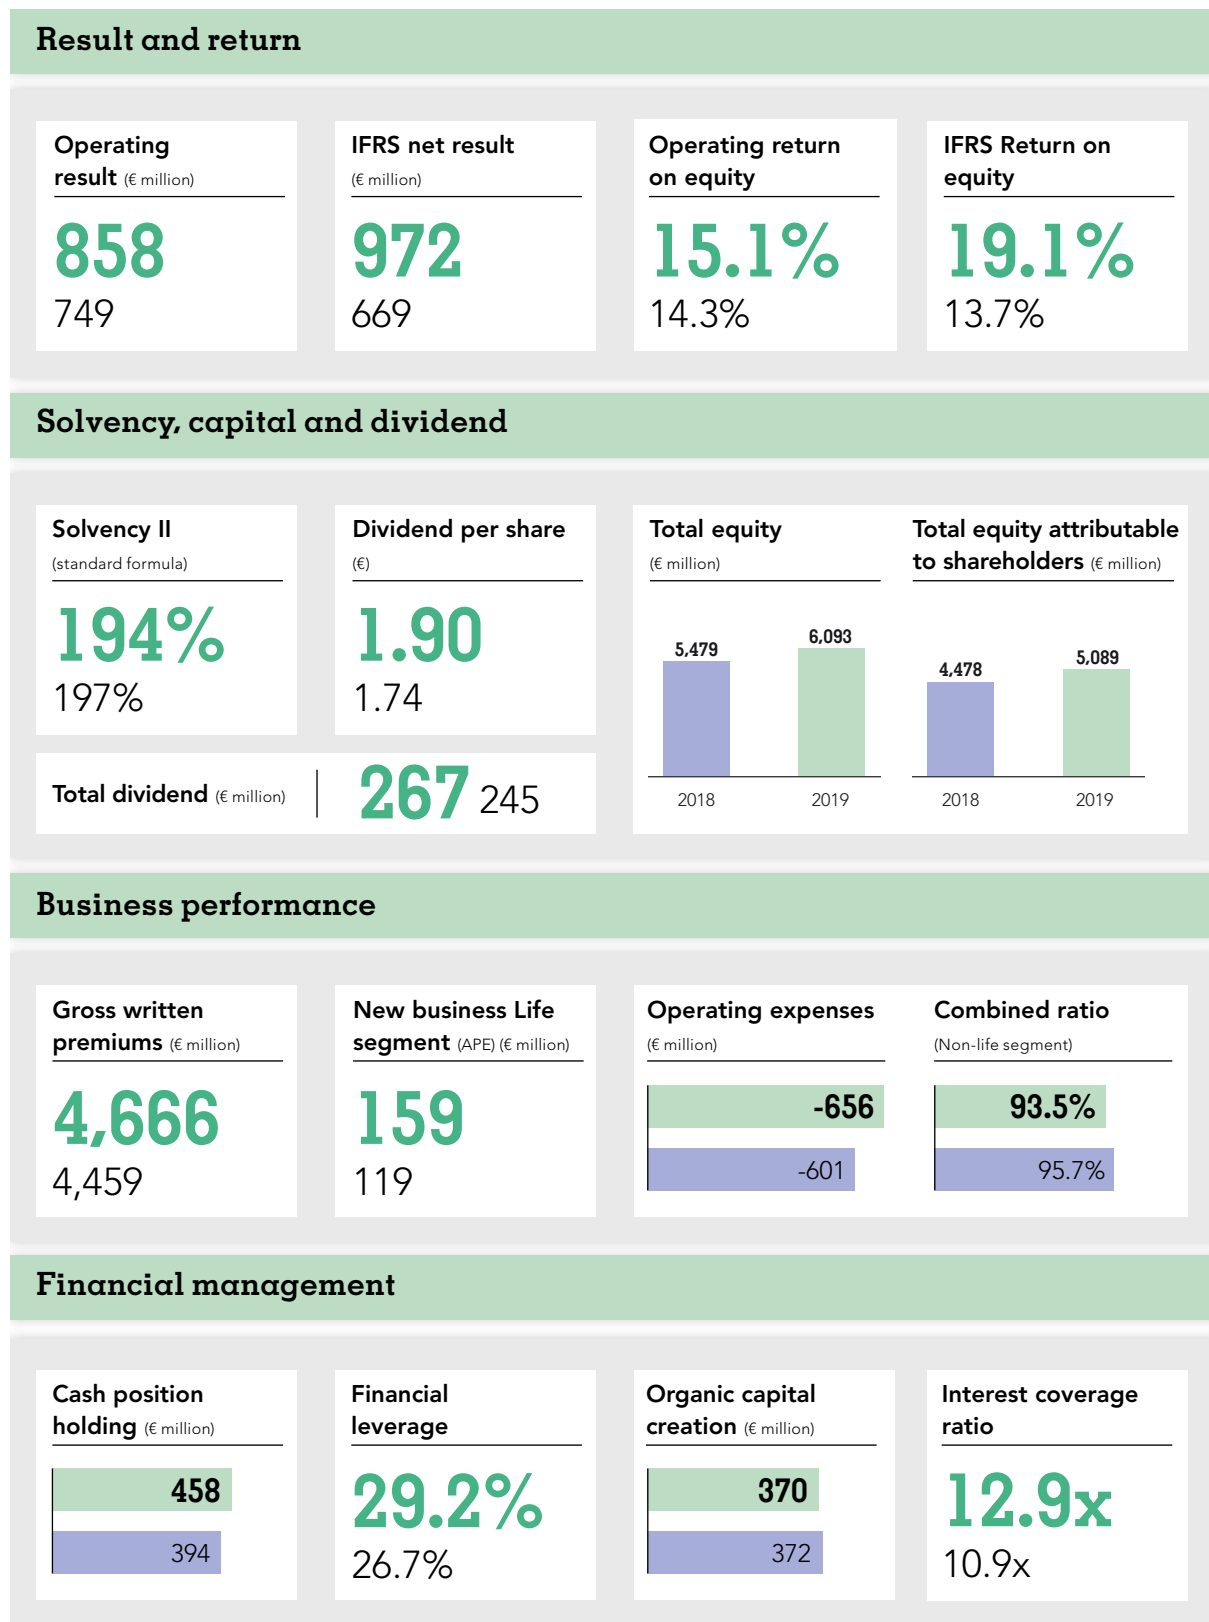 Result and return
Operating
result (€ million)
858
749
IFRS net result
(€ million)
972
669
Operating return
on equity
15.1%
14.3%
IFRS Return on
equity
19.1%
13.7%
Solvency, capital and dividend
Solvency II
(standard formula)
194%
197%
Dividend per share
(€)
1.90
1.74
Total dividend (€ million)
267 245
Total equity
(€ million)
5,479
6,093
2018
2019
Total equity attributable
to shareholders (€ million)
4,478
5,089
2018
2019
Business performance
Gross written
premiums (€ million)
4,666
4,459
New business Life
segment (APE) (€ million)
159
119
Operating expenses
(€ million)
-656
-601
Combined ratio
(Non-life segment)
93.5%
95.7%
Financial management
Cash position
holding (€ million)
458
394
Financial
leverage
29.2%
26.7%
Organic capital
creation (€ million)
370
372
Interest coverage
ratio
12.9x
10.9x